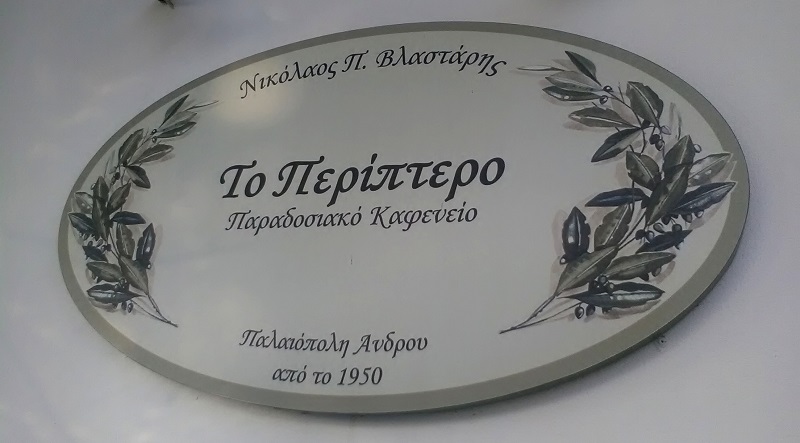 Νικόλαος Π. Βλαστάρης
Το Περίπτερο
Παραδοσιακό Καφενείο
Παλαιόπολη Ανδρου
από το 1950